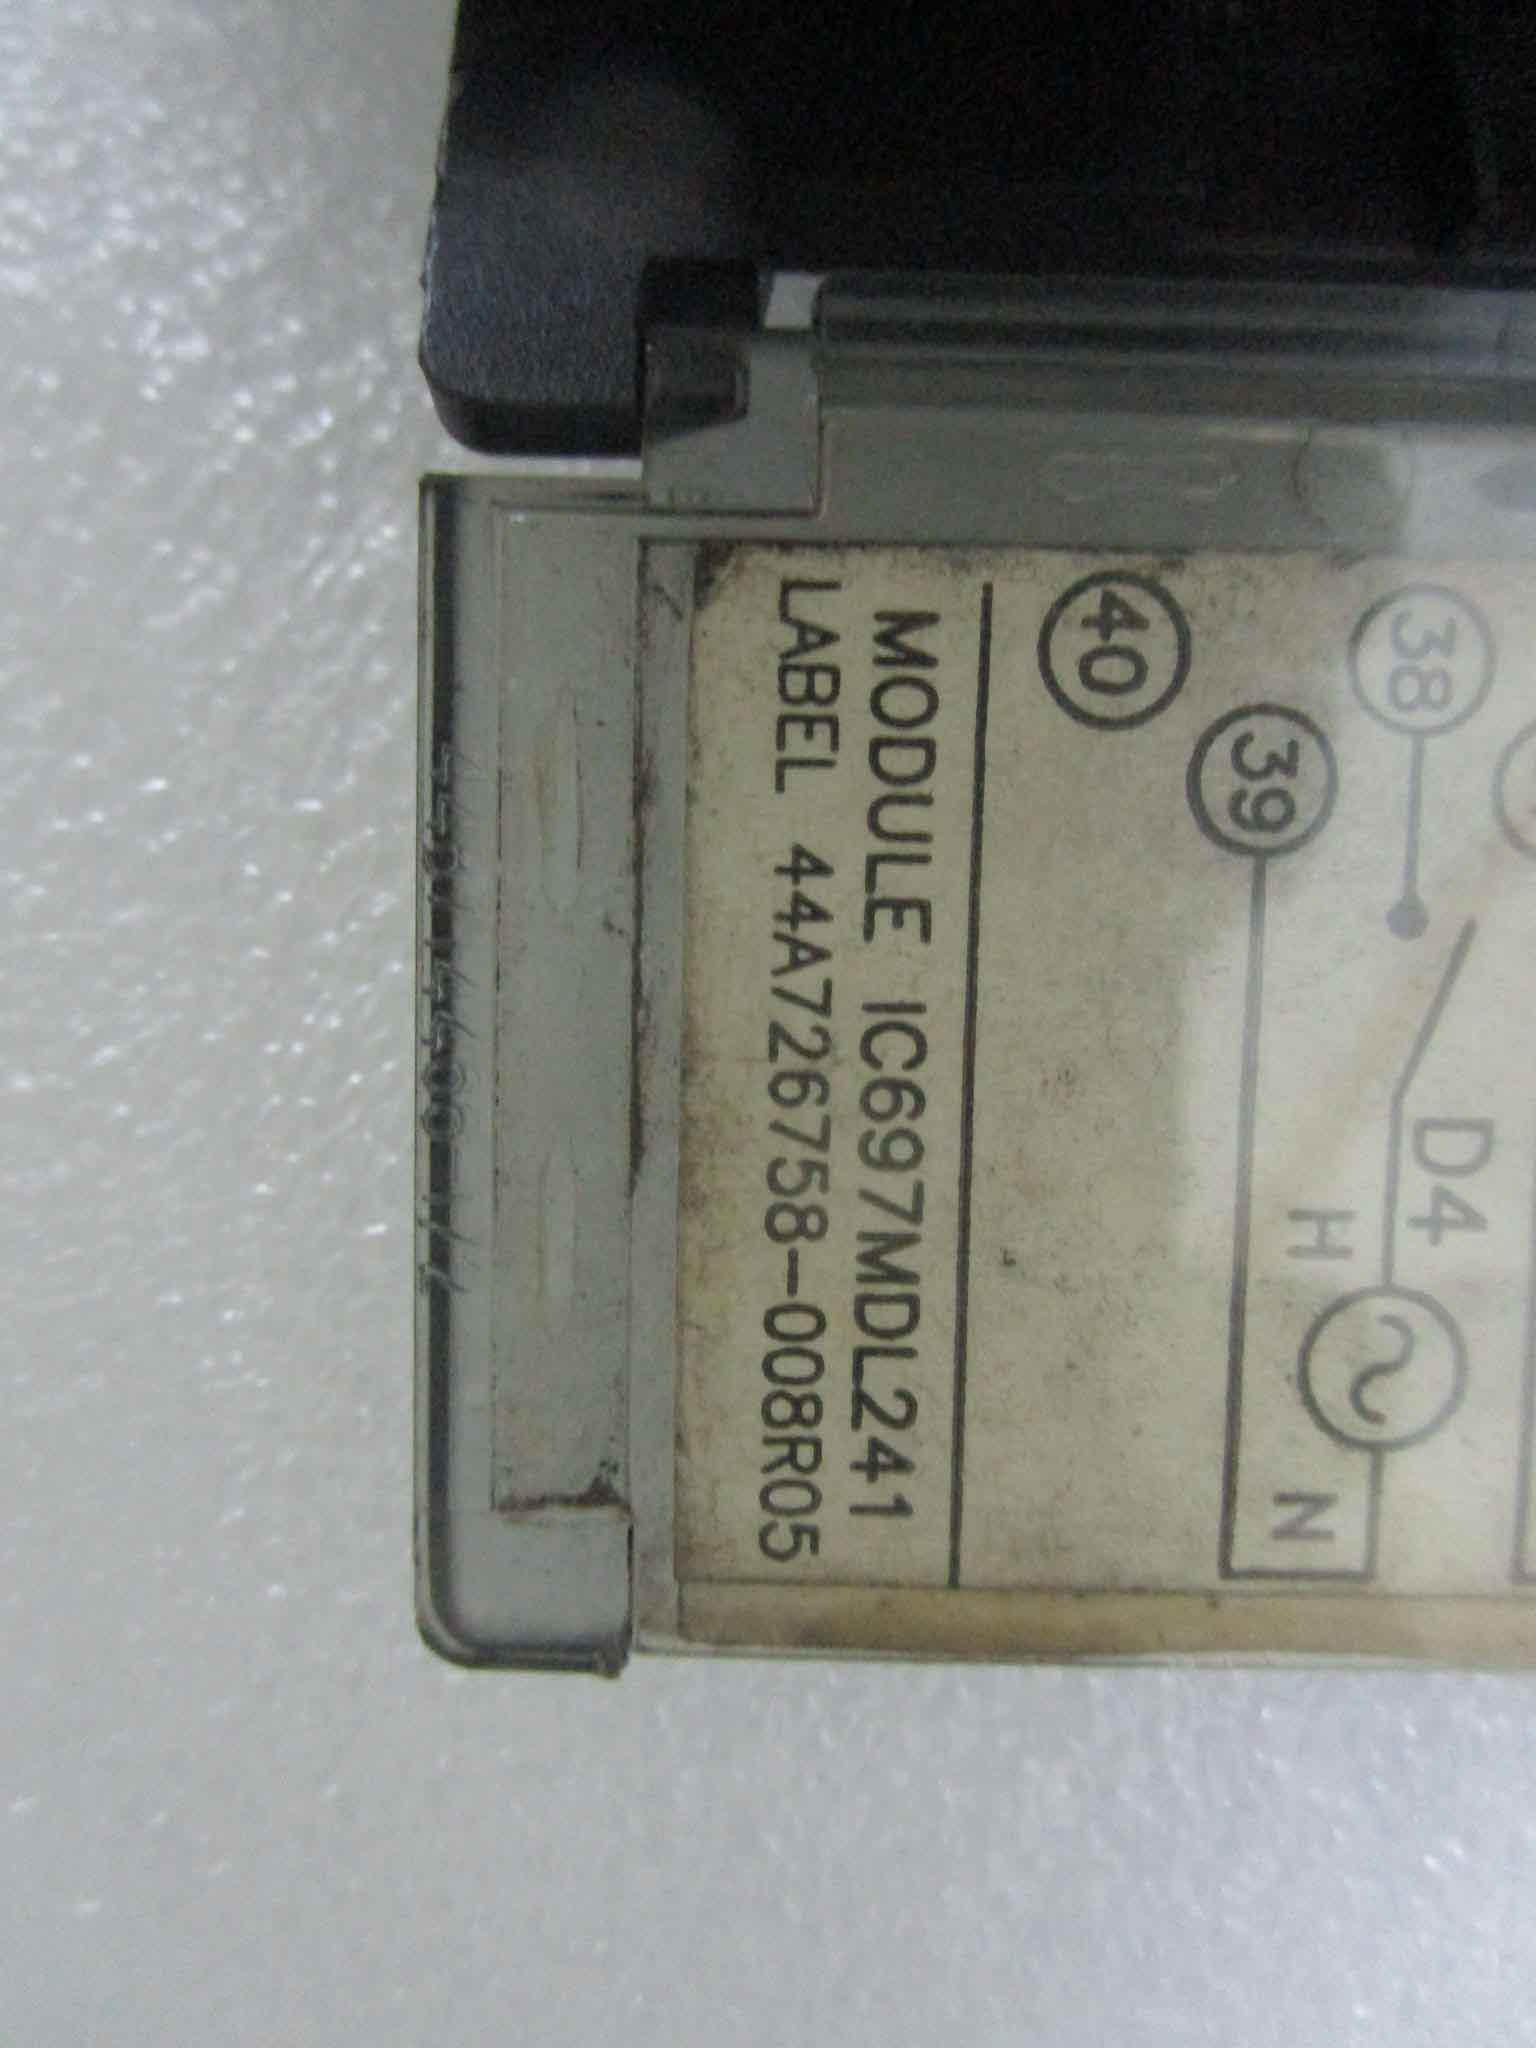 38
D4
39
H
40
N
MODULE IC697MDL241
LABEL 44A726758-008R05